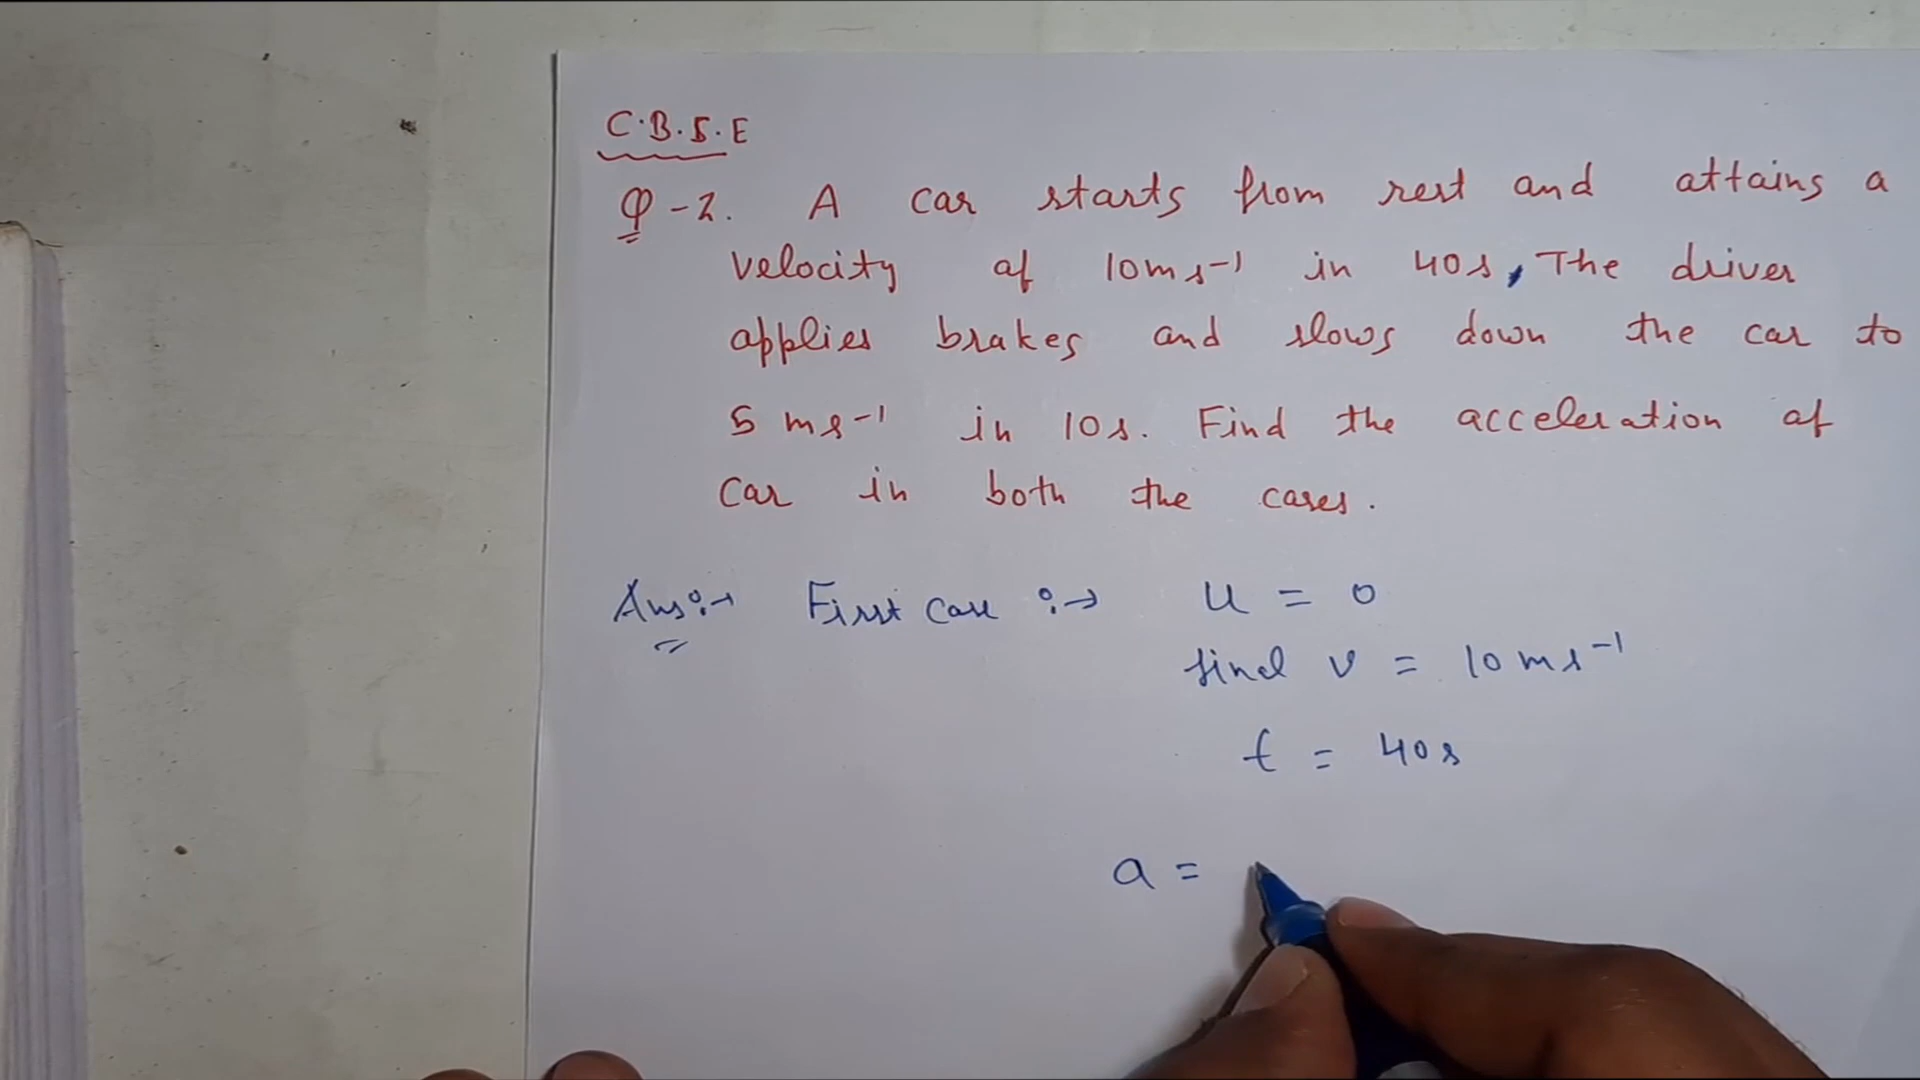 C.B.S.E
Q-2. A car starts from rest and attains a
velocity of 10ms-1 in 40s, The driver
applies brakes and slows down the car to
5 ms-1 in 10s. Find the acceleration of
Car in both the cases.
Ans:→ First case :→ u = 0
final v = 10ms-1
t = 40s
a =